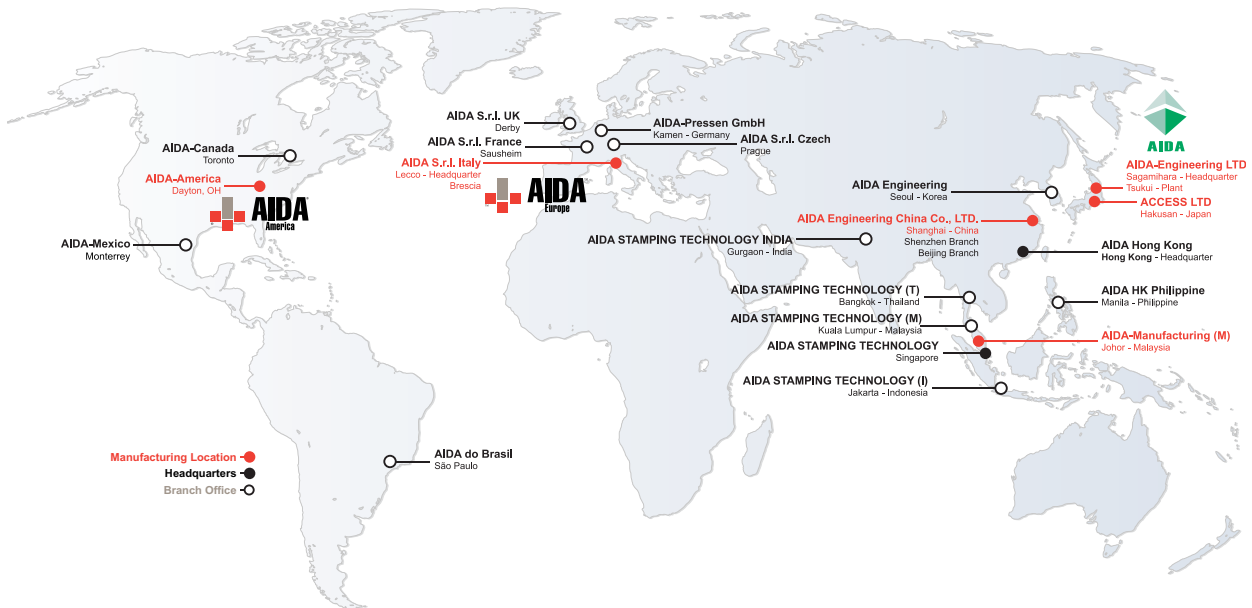 AIDA-Canada
Toronto
AIDA-America
Dayton, OH
AIDA
America
AIDA-Mexico
Monterrey
AIDA do Brasil
São Paulo
Manufacturing Location
Headquarters
Branch Office
AIDA S.r.l. UK
Derby
AIDA S.r.l. France
Sausheim
AIDA S.r.l. Italy
Lecco - Headquarter
Brescia
AIDA
Europe
AIDA-Pressen GmbH
Kamen - Germany
AIDA S.r.l. Czech
Prague
AIDA
AIDA-Engineering LTD
Sagamihara - Headquarter
Tsukui - Plant
ACCESS LTD
Hakusan - Japan
AIDA Engineering
Seoul - Korea
AIDA Engineering China Co., LTD.
Shanghai - China
Shenzhen Branch
Beijing Branch
AIDA STAMPING TECHNOLOGY INDIA
Gurgaon - India
AIDA Hong Kong
Hong Kong - Headquarter
AIDA STAMPING TECHNOLOGY (T)
Bangkok - Thailand
AIDA HK Philippine
Manila - Philippine
AIDA STAMPING TECHNOLOGY (M)
Kuala Lumpur - Malaysia
AIDA-Manufacturing (M)
Johor - Malaysia
AIDA STAMPING TECHNOLOGY
Singapore
AIDA STAMPING TECHNOLOGY (I)
Jakarta - Indonesia